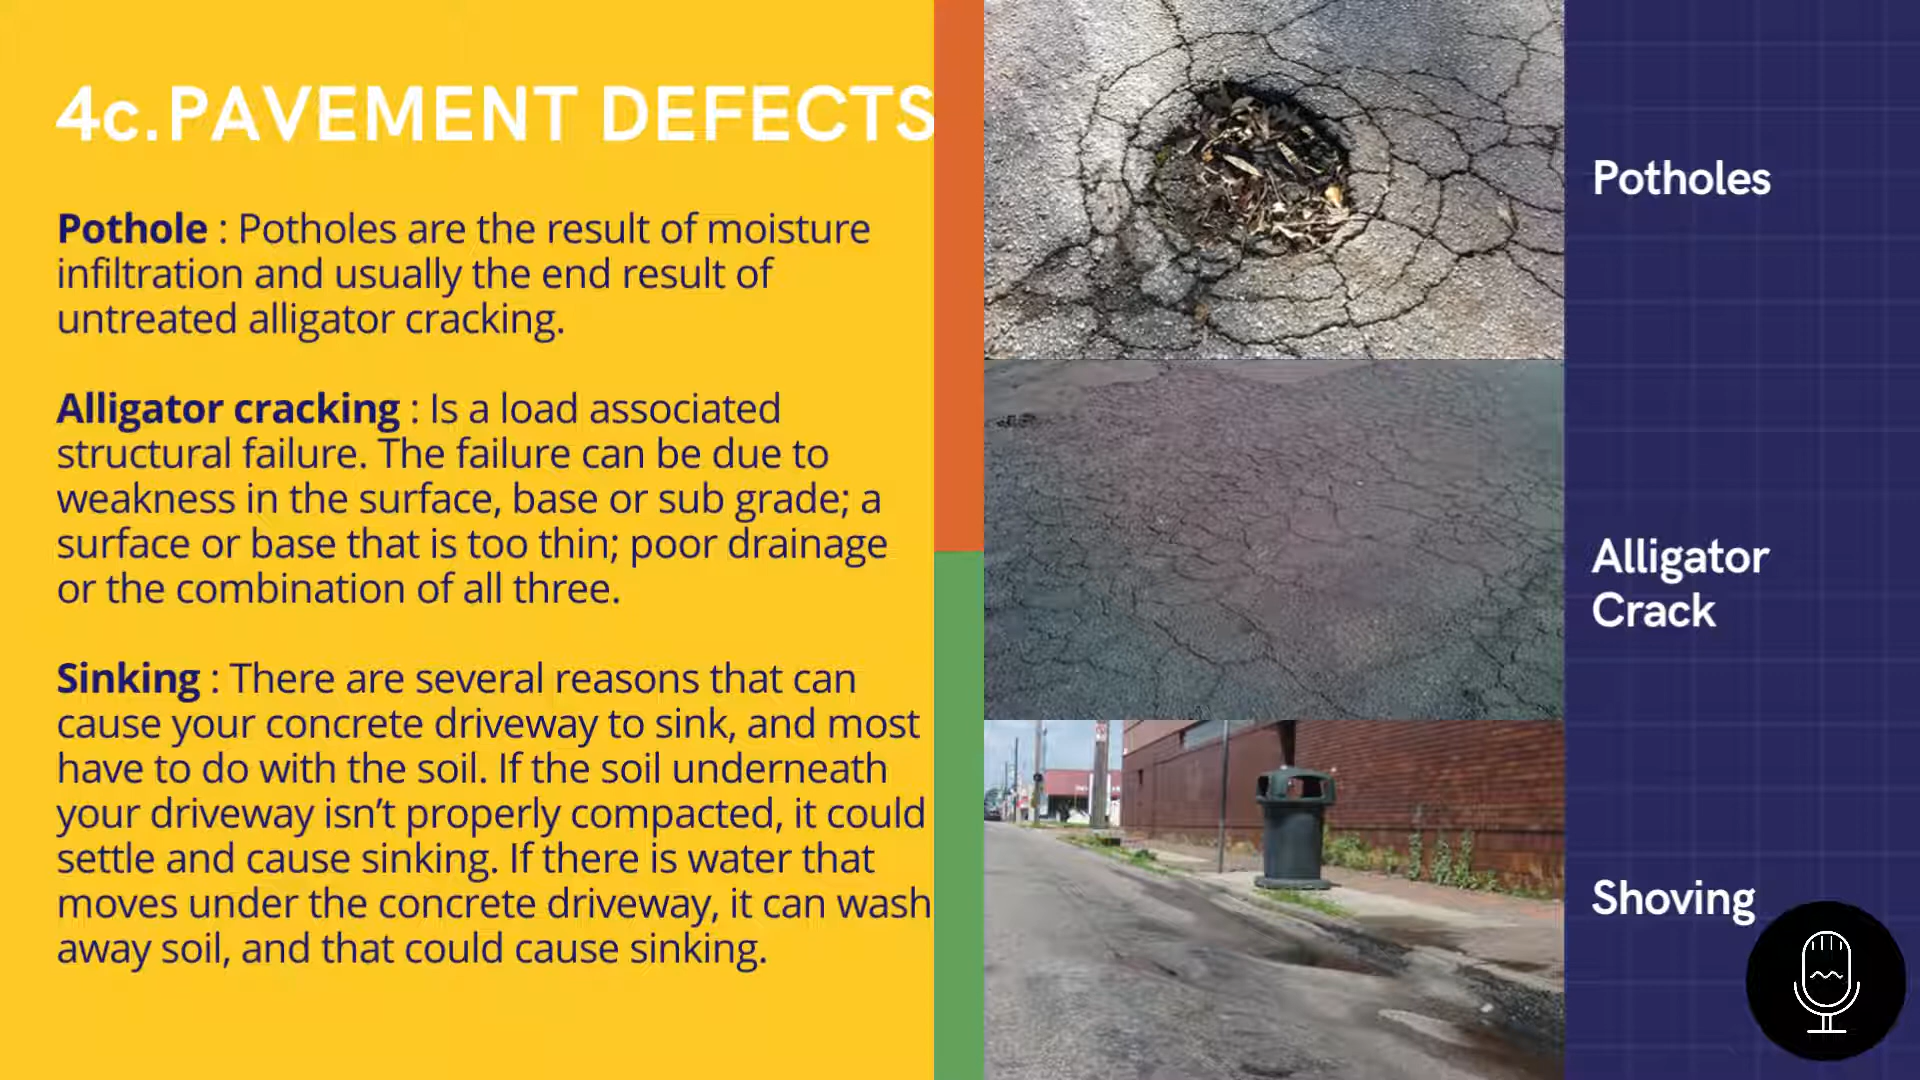 4c.PAVEMENT DEFECTS
Pothole : Potholes are the result of moisture
infiltration and usually the end result of
untreated alligator cracking.
Alligator cracking : Is a load associated
structural failure. The failure can be due to
weakness in the surface, base or sub grade; a
surface or base that is too thin; poor drainage
or the combination of all three.
Sinking : There are several reasons that can
cause your concrete driveway to sink, and most
have to do with the soil. If the soil underneath
your driveway isn’t properly compacted, it could
settle and cause sinking. If there is water that
moves under the concrete driveway, it can wash
away soil, and that could cause sinking.
Potholes
Alligator
Crack
Shoving